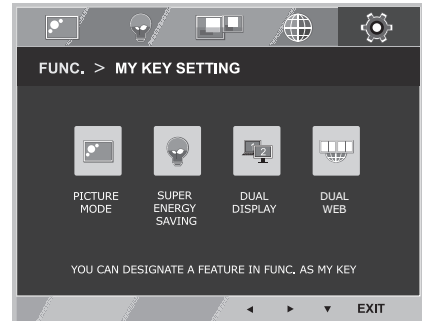 FUNC. > MY KEY SETTING
PICTURE MODE
SUPER ENERGY SAVING
2
DUAL DISPLAY
DUAL WEB
YOU CAN DESIGNATE A FEATURE IN FUNC. AS MY KEY
EXIT